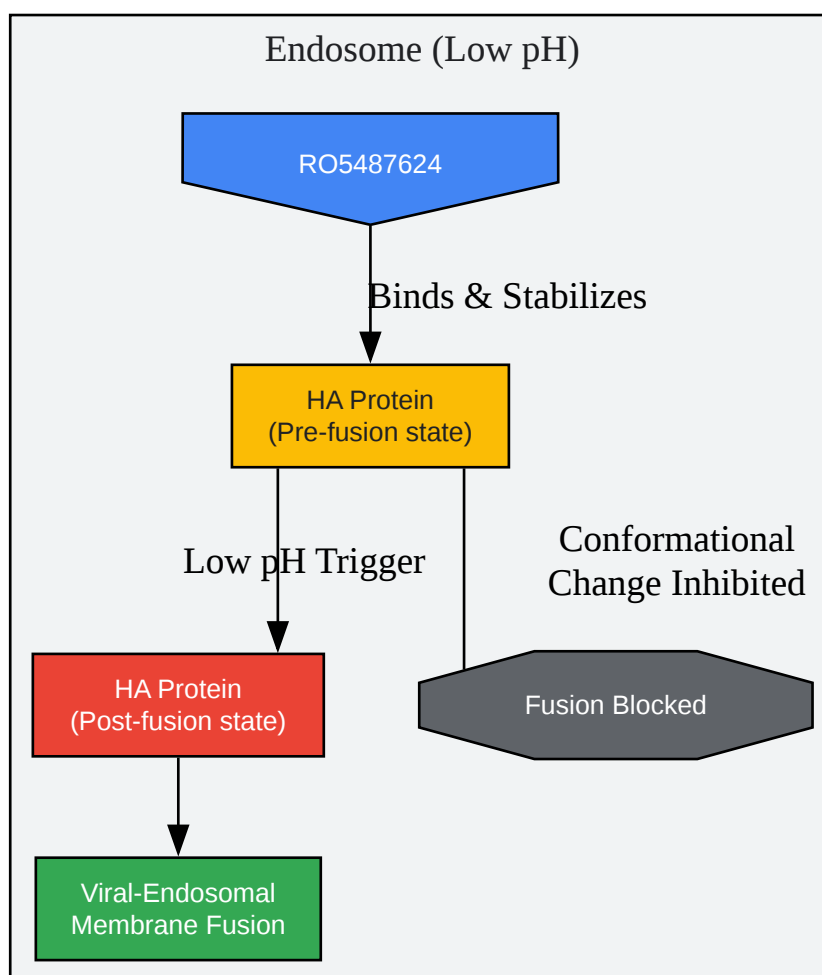 Endosome (Low pH)
RO5487624
Binds & Stabilizes
HA Protein
(Pre-fusion state)
Low pH Trigger
Conformational
Change Inhibited
HA Protein
(Post-fusion state)
Fusion Blocked
Viral-Endosomal
Membrane Fusion